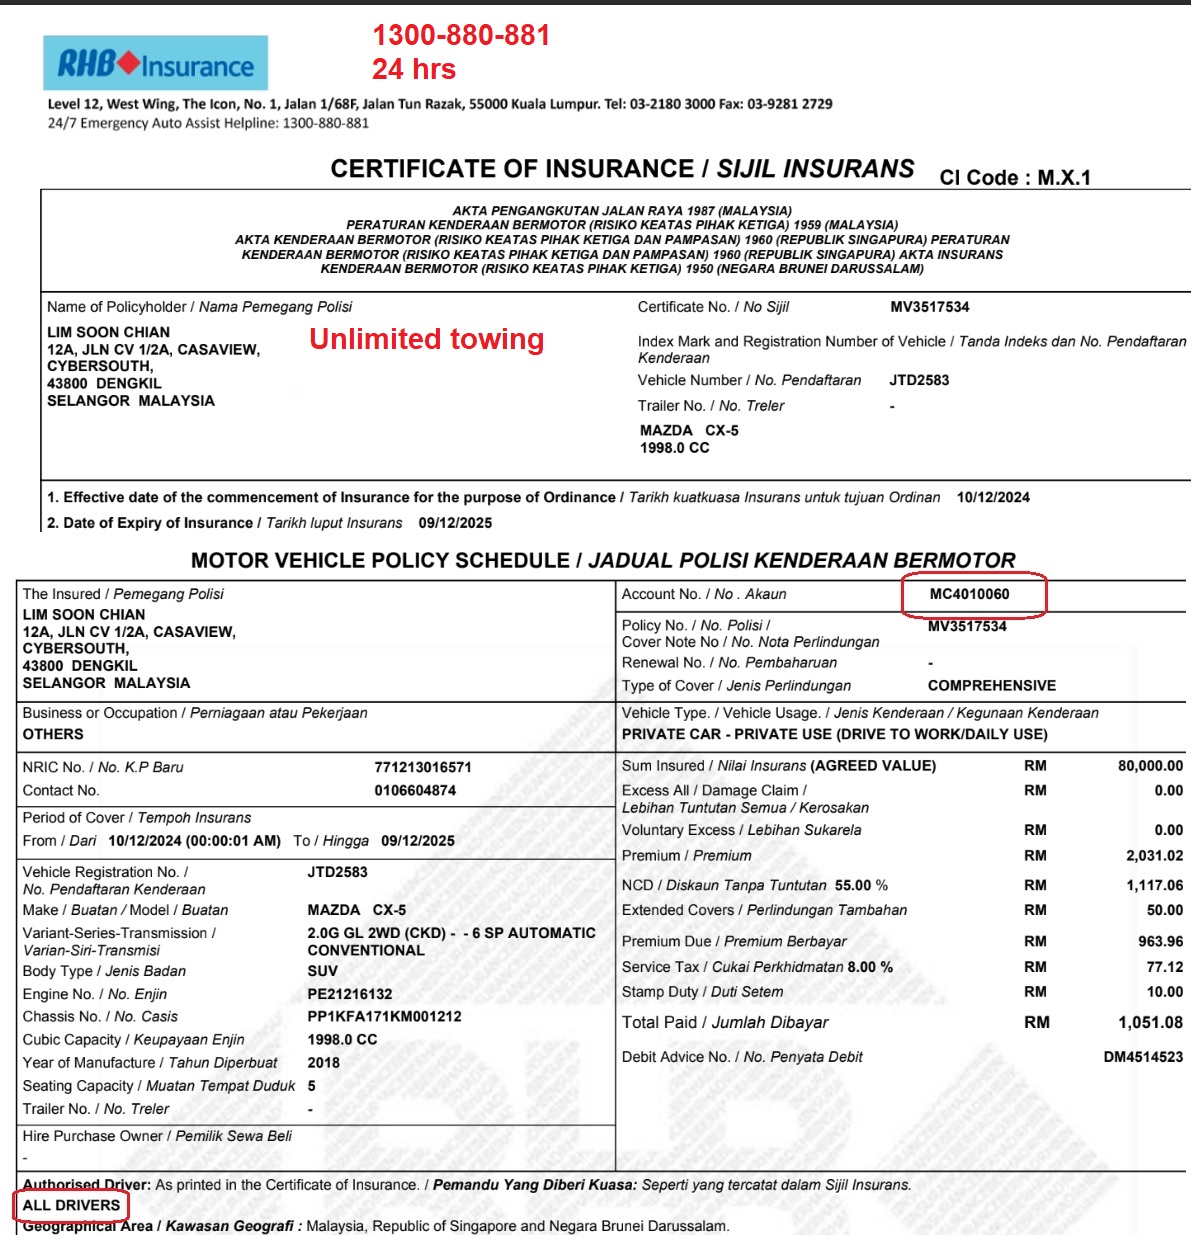 1300-880-881
24 hrs
RHB Insurance
Level 12, West Wing, The Icon, No. 1, Jalan 1/68F, Jalan Tun Razak, 55000 Kuala Lumpur. Tel: 03-2180 3000 Fax: 03-9281 2729
24/7 Emergency Auto Assist Helpline: 1300-880-881
CERTIFICATE OF INSURANCE / SIJIL INSURANS
CI Code : M.X.1
AKTA PENGANGKUTAN JALAN RAYA 1987 (MALAYSIA)
PERATURAN KENDERAAN BERMOTOR (RISIKO KEATAS PIHAK KETIGA) 1959 (MALAYSIA)
AKTA KENDERAAN BERMOTOR (RISIKO KEATAS PIHAK KETIGA DAN PAMPASAN) 1960 (REPUBLIK SINGAPURA) PERATURAN
KENDERAAN BERMOTOR (RISIKO KEATAS PIHAK KETIGA DAN PAMPASAN) 1960 (REPUBLIK SINGAPURA) AKTA INSURANS
KENDERAAN BERMOTOR (RISIKO KEATAS PIHAK KETIGA) 1950 (NEGARA BRUNEI DARUSSALAM)
Name of Policyholder / Nama Pemegang Polisi
LIM SOON CHIAN
12A, JLN CV 1/2A, CASAVIEW,
CYBERSOUTH,
43800 DENGKIL
SELANGOR MALAYSIA
Unlimited towing
Certificate No. / No Sijil MV3517534
Index Mark and Registration Number of Vehicle / Tanda Indeks dan No. Pendaftaran
Kenderaan
Vehicle Number / No. Pendaftaran JTD2583
Trailer No. / No. Treler -
MAZDA CX-5
1998.0 CC
1. Effective date of the commencement of Insurance for the purpose of Ordinance / Tarikh kuatkuasa Insurans untuk tujuan Ordinan 10/12/2024
2. Date of Expiry of Insurance / Tarikh luput Insurans 09/12/2025
MOTOR VEHICLE POLICY SCHEDULE / JADUAL POLISI KENDERAAN BERMOTOR
The Insured / Pemegang Polisi
LIM SOON CHIAN
12A, JLN CV 1/2A, CASAVIEW,
CYBERSOUTH,
43800 DENGKIL
SELANGOR MALAYSIA
Account No. / No . Akaun MC4010060
Policy No. / No. Polisi / MV3517534
Cover Note No / No. Nota Perlindungan
Renewal No. / No. Pembaharuan -
Type of Cover / Jenis Perlindungan COMPREHENSIVE
Business or Occupation / Perniagaan atau Pekerjaan
OTHERS
Vehicle Type. / Vehicle Usage. / Jenis Kenderaan / Kegunaan Kenderaan
PRIVATE CAR - PRIVATE USE (DRIVE TO WORK/DAILY USE)
NRIC No. / No. K.P Baru 771213016571
Contact No. 0106604874
Period of Cover / Tempoh Insurans
From / Dari 10/12/2024 (00:00:01 AM) To / Hingga 09/12/2025
Vehicle Registration No. / JTD2583
No. Pendaftaran Kenderaan
Make / Buatan / Model / Buatan MAZDA CX-5
Variant-Series-Transmission / 2.0G GL 2WD (CKD) - - 6 SP AUTOMATIC
Varian-Siri-Transmisi CONVENTIONAL
Body Type / Jenis Badan SUV
Engine No. / No. Enjin PE21216132
Chassis No. / No. Casis PP1KFA171KM001212
Cubic Capacity / Keupayaan Enjin 1998.0 CC
Year of Manufacture / Tahun Diperbuat 2018
Seating Capacity / Muatan Tempat Duduk 5
Trailer No. / No. Treler -
Hire Purchase Owner / Pemilik Sewa Beli
-
Sum Insured / Nilai Insurans (AGREED VALUE) RM 80,000.00
Excess All / Damage Claim / RM 0.00
Lebihan Tuntutan Semua / Kerosakan
Voluntary Excess / Lebihan Sukarela RM 0.00
Premium / Premium RM 2,031.02
NCD / Diskaun Tanpa Tuntutan 55.00 % RM 1,117.06
Extended Covers / Perlindungan Tambahan RM 50.00
Premium Due / Premium Berbayar RM 963.96
Service Tax / Cukai Perkhidmatan 8.00 % RM 77.12
Stamp Duty / Duti Setem RM 10.00
Total Paid / Jumlah Dibayar RM 1,051.08
Debit Advice No. / No. Penyata Debit DM4514523
Authorised Driver: As printed in the Certificate of Insurance. / Pemandu Yang Diberi Kuasa: Seperti yang tercatat dalam Sijil Insurans.
ALL DRIVERS
Geographical Area / Kawasan Geografi : Malaysia, Republic of Singapore and Negara Brunei Darussalam.